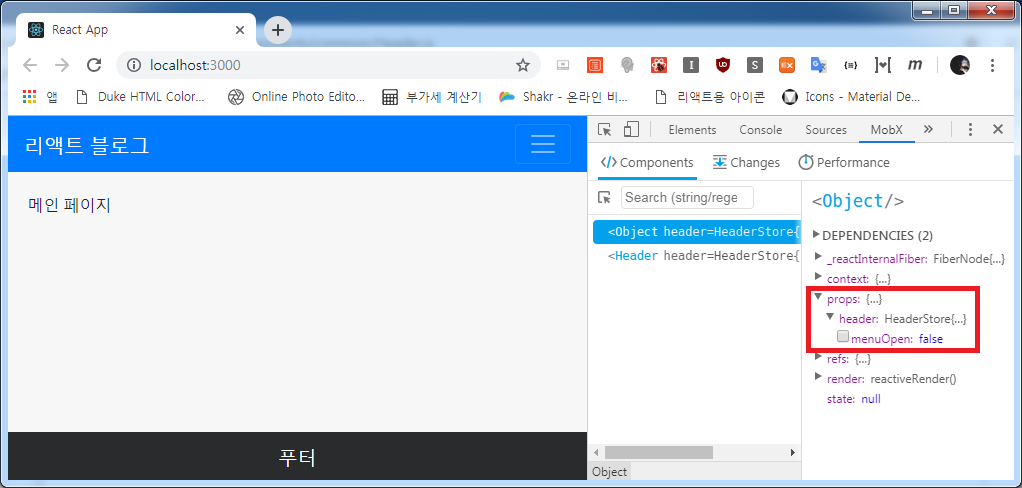 React App
localhost:3000
앱
Duke HTML Color...
Online Photo Edito...
부가세 계산기
Shakr - 온라인 비...
리액트용 아이콘
Icons - Material De...
리액트 블로그
메인 페이지
푸터
Elements
Console
Sources
MobX
Components
Changes
Performance
Search (string/rege
<Object header=HeaderStore{
<Header header=HeaderStore{
Object
<Object/>
DEPENDENCIES (2)
_reactInternalFiber: FiberNode{...}
context: {...}
props: {...}
header: HeaderStore{...}
menuOpen: false
refs: {...}
render: reactiveRender()
state: null